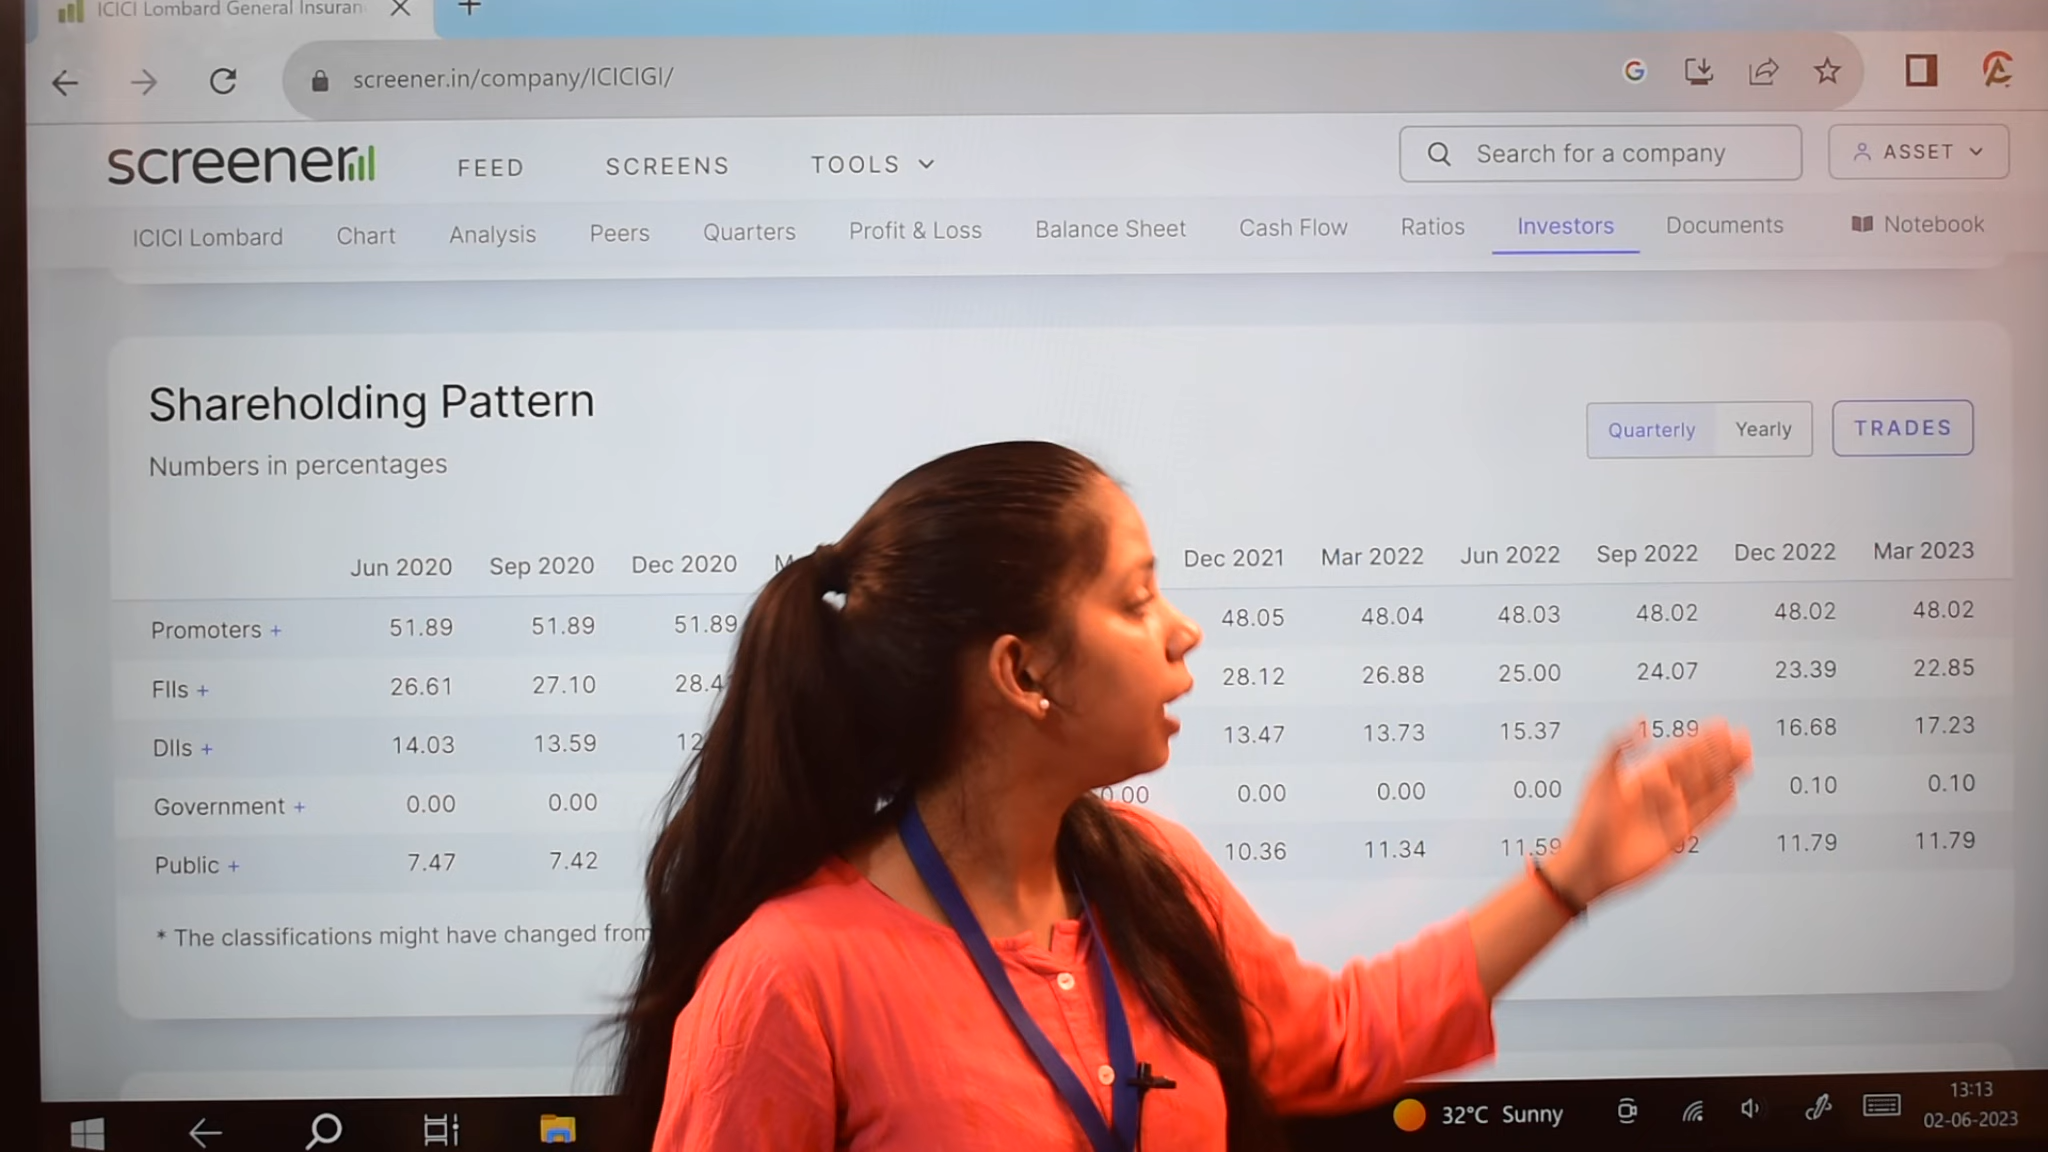 ICICI Lombard General Insuran
screener.in/company/ICICIGI/
screener FEED SCREENS TOOLS Search for a company ASSET
ICICI Lombard Chart Analysis Peers Quarters Profit & Loss Balance Sheet Cash Flow Ratios Investors Documents Notebook
Shareholding Pattern
Numbers in percentages
Quarterly Yearly TRADES
Jun 2020 Sep 2020 Dec 2020 Dec 2021 Mar 2022 Jun 2022 Sep 2022 Dec 2022 Mar 2023
Promoters + 51.89 51.89 51.89 48.05 48.04 48.03 48.02 48.02 48.02
FIIs + 26.61 27.10 28.4 28.12 26.88 25.00 24.07 23.39 22.85
DIIs + 14.03 13.59 12 13.47 13.73 15.37 15.89 16.68 17.23
Government + 0.00 0.00 0.00 0.00 0.00 0.00 0.10 0.10
Public + 7.47 7.42 10.36 11.34 11.59 11.79 11.79
* The classifications might have changed from
32°C Sunny
13:13
02-06-2023